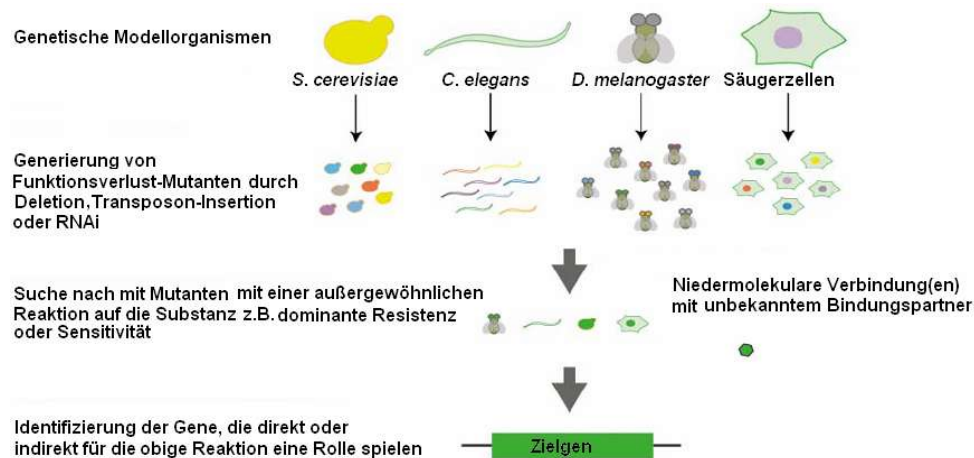 Genetische Modellorganismen
S. cerevisiae
C. elegans
D. melanogaster
Säugerzellen
Generierung von
Funktionsverlust-Mutanten durch
Deletion,Transposon-Insertion
oder RNAi
Suche nach mit Mutanten mit einer außergewöhnlichen
Reaktion auf die Substanz z.B. dominante Resistenz
oder Sensitivität
Niedermolekulare Verbindung(en)
mit unbekanntem Bindungspartner
Identifizierung der Gene, die direkt oder
indirekt für die obige Reaktion eine Rolle spielen
Zielgen